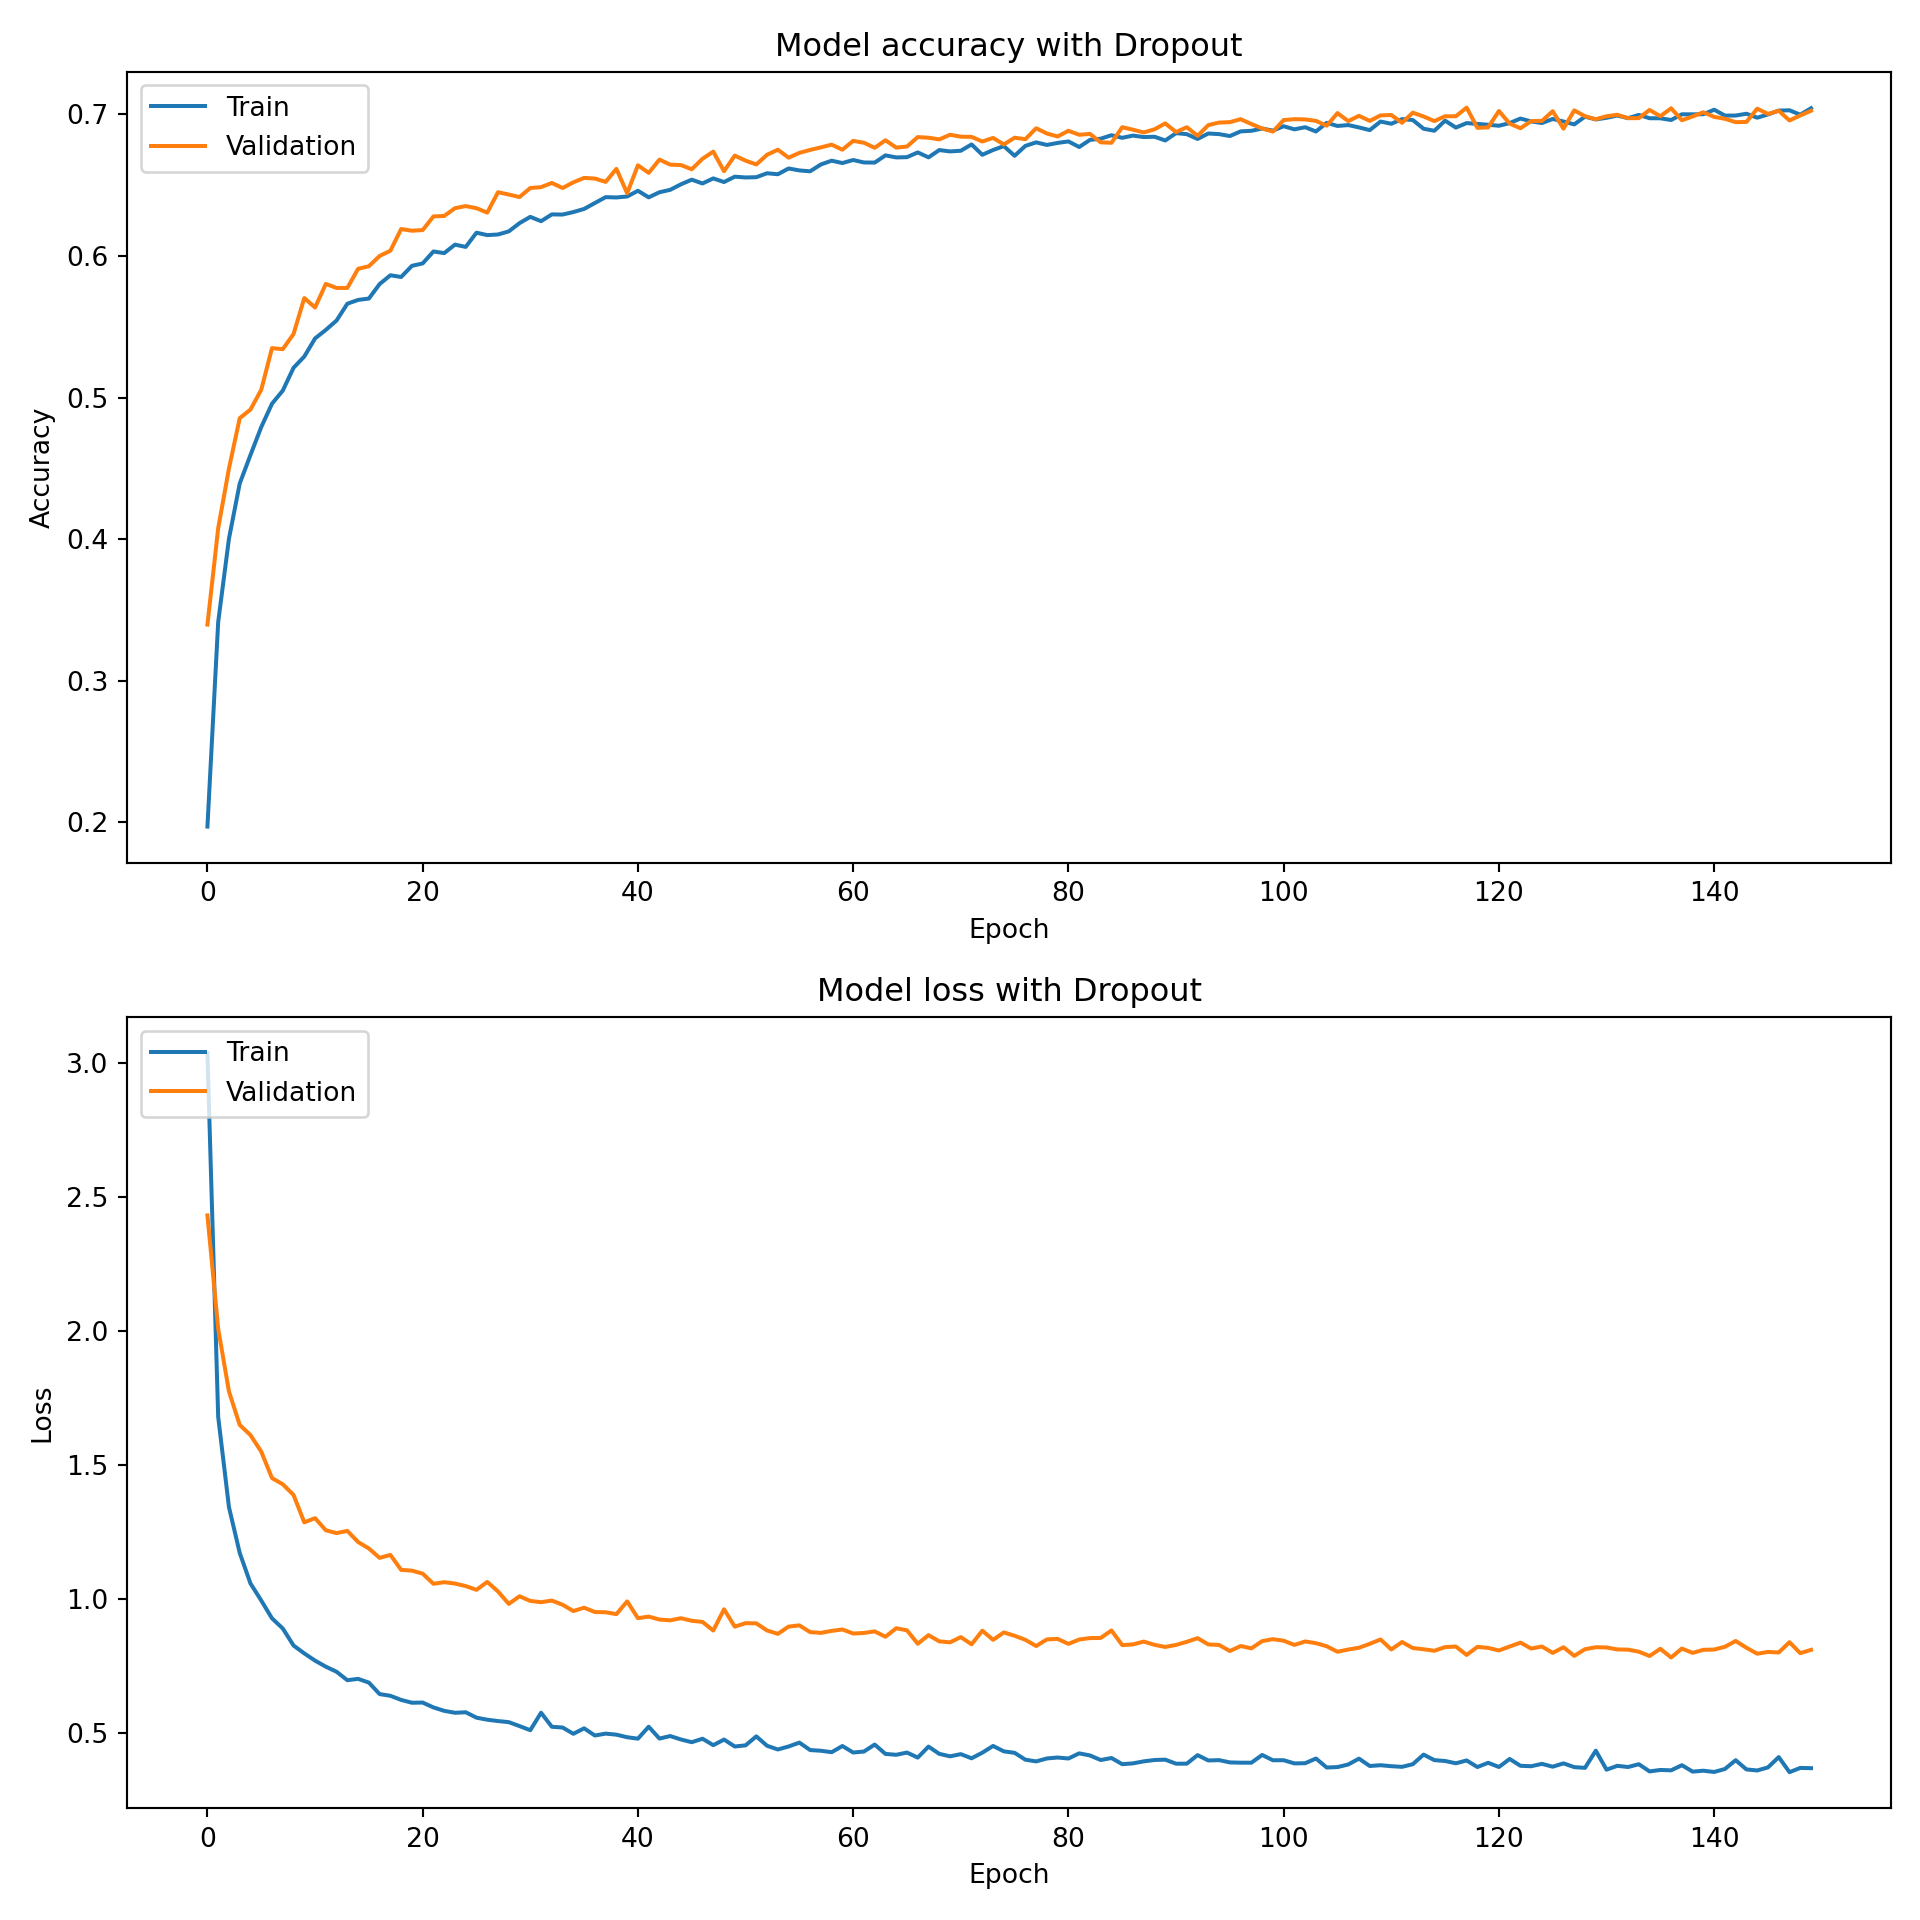 Model accuracy with Dropout
Train
Validation
0.7
0.6
0.5
0.4
0.3
0.2
Accuracy
0 20 40 60 80 100 120 140
Epoch
Model loss with Dropout
Train
Validation
3.0
2.5
2.0
1.5
1.0
0.5
Loss
0 20 40 60 80 100 120 140
Epoch